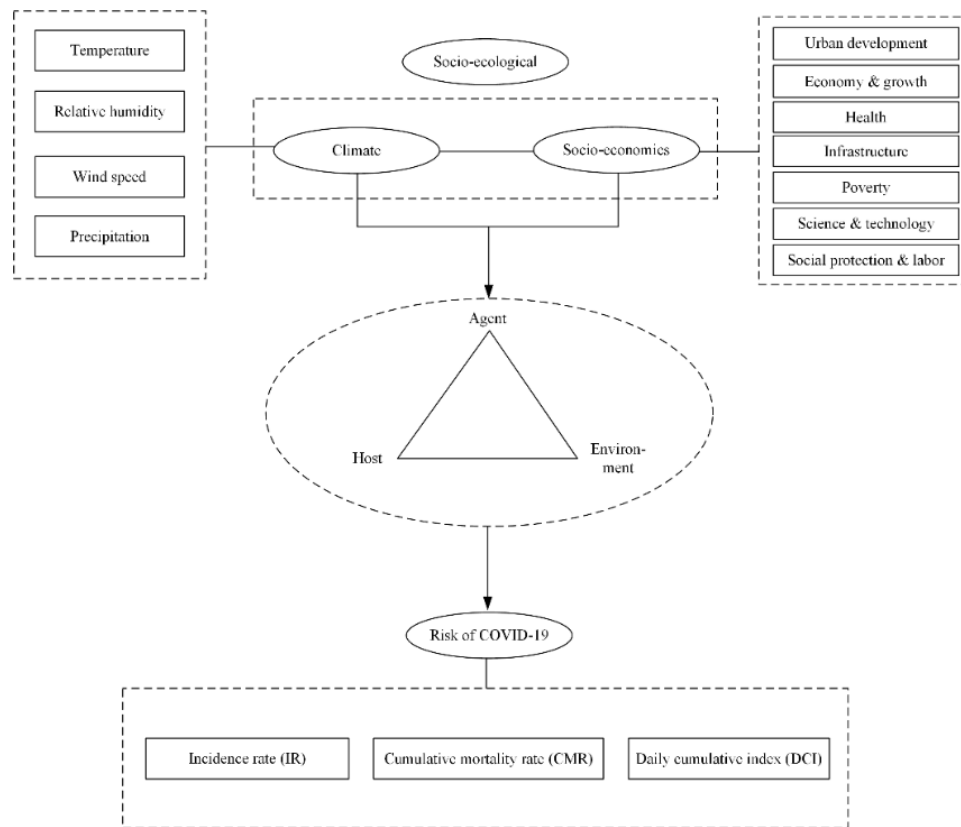 Temperature
Relative humidity
Wind speed
Precipitation
Socio-ecological
Climate
Socio-economics
Urban development
Economy & growth
Health
Infrastructure
Poverty
Science & technology
Social protection & labor
Agent
Host
Environ-
ment
Risk of COVID-19
Incidence rate (IR)
Cumulative mortality rate (CMR)
Daily cumulative index (DCI)